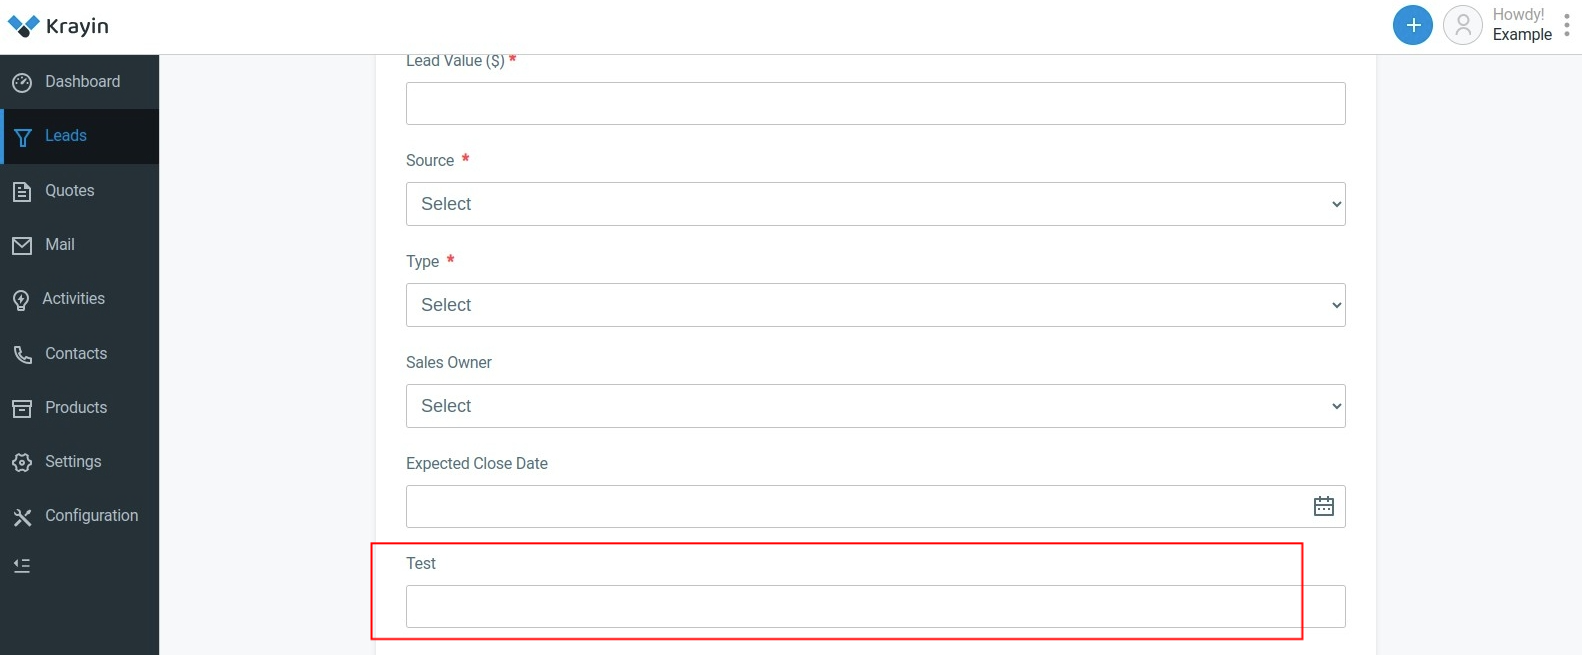 Krayin
Howdy!
Example
Dashboard
Leads
Quotes
Mail
Activities
Contacts
Products
Settings
Configuration
Lead Value ($) *
Source *
Select
Type *
Select
Sales Owner
Select
Expected Close Date
Test